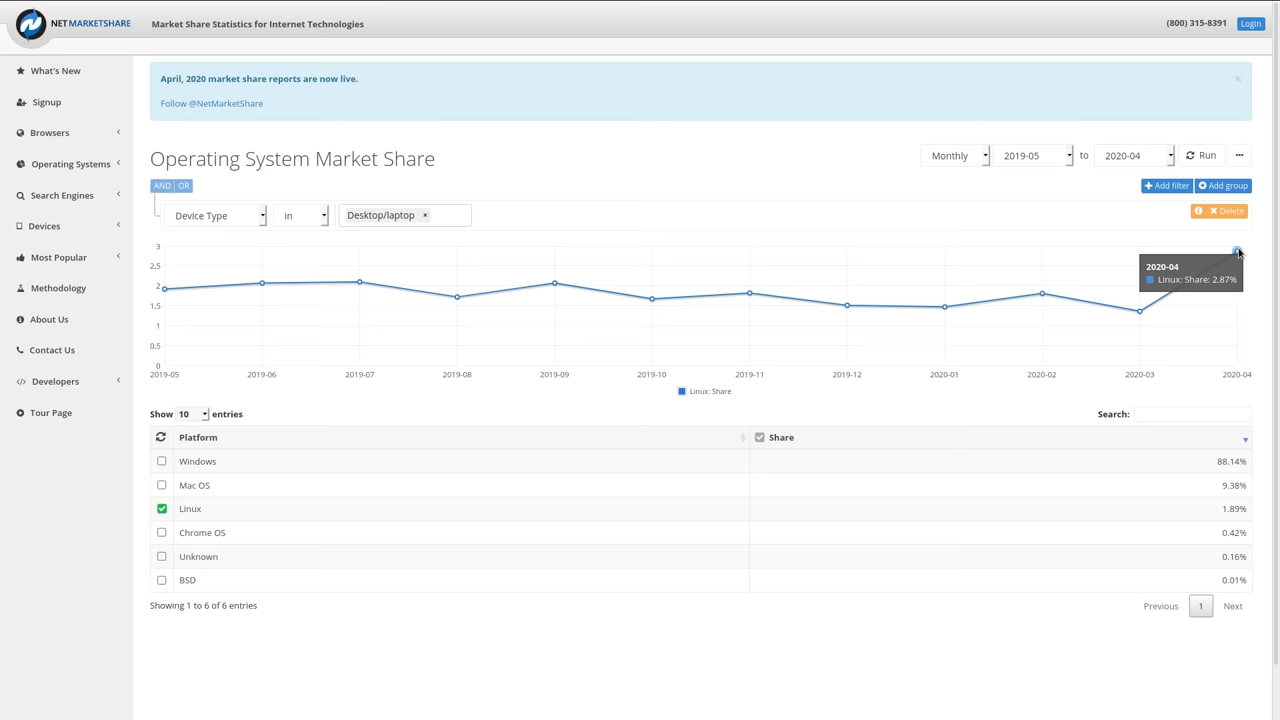 NETMARKETSHARE
Market Share Statistics for Internet Technologies
(800) 315-8391
Login
What's New
Signup
Browsers
Operating Systems
Search Engines
Devices
Most Popular
Methodology
About Us
Contact Us
Developers
Tour Page
April, 2020 market share reports are now live.
×
Follow @NetMarketShare
Operating System Market Share
Monthly
2019-05
to
2020-04
Run
AND OR
Add filter
Add group
Device Type
in
Desktop/laptop ×
Delete
3
2,5
2
1,5
1
0,5
0
2020-04
Linux: Share: 2.87%
2019-05
2019-06
2019-07
2019-08
2019-09
2019-10
2019-11
2019-12
2020-01
2020-02
2020-03
2020-04
Linux: Share
Show 10 entries
Search:
Platform
Share
Windows 88.14%
Mac OS 9.38%
Linux 1.89%
Chrome OS 0.42%
Unknown 0.16%
BSD 0.01%
Showing 1 to 6 of 6 entries
Previous 1 Next